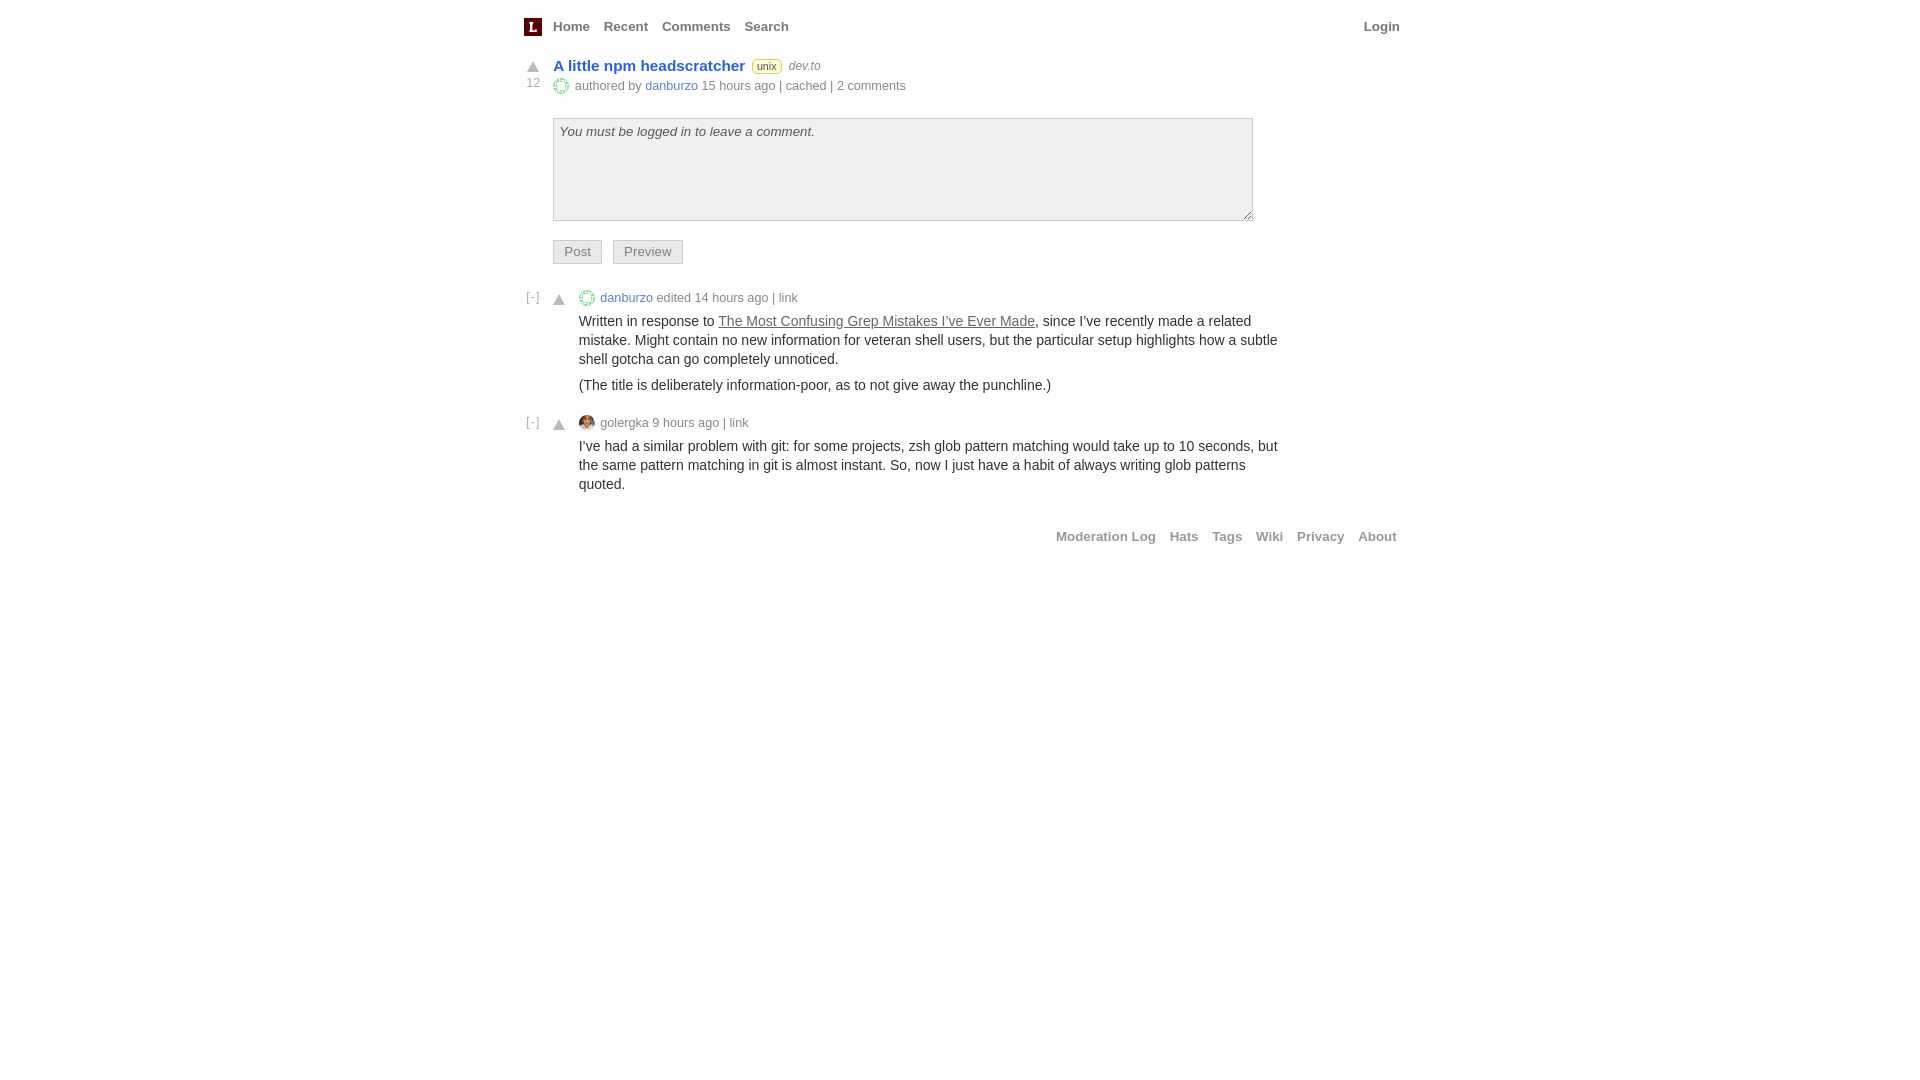 L Home Recent Comments Search Login
A little npm headscratcher unix dev.to
12
authored by danburzo 15 hours ago | cached | 2 comments
You must be logged in to leave a comment.
Post Preview
[-] danburzo edited 14 hours ago | link
Written in response to The Most Confusing Grep Mistakes I’ve Ever Made, since I’ve recently made a related
mistake. Might contain no new information for veteran shell users, but the particular setup highlights how a subtle
shell gotcha can go completely unnoticed.
(The title is deliberately information-poor, as to not give away the punchline.)
[-] golergka 9 hours ago | link
I’ve had a similar problem with git: for some projects, zsh glob pattern matching would take up to 10 seconds, but
the same pattern matching in git is almost instant. So, now I just have a habit of always writing glob patterns
quoted.
Moderation Log Hats Tags Wiki Privacy About